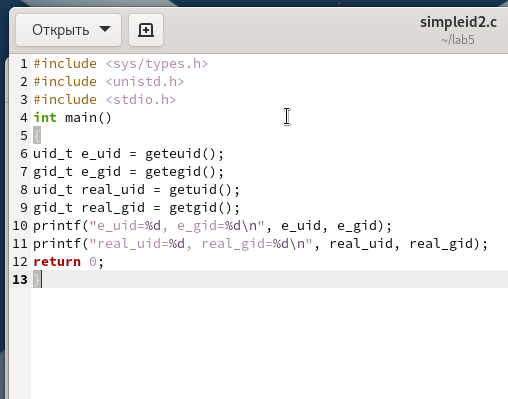 Открыть
simpleid2.c
~/lab5
1 #include <sys/types.h>
2 #include <unistd.h>
3 #include <stdio.h>
4 int main()
5 {
6 uid_t e_uid = geteuid();
7 gid_t e_gid = getegid();
8 uid_t real_uid = getuid();
9 gid_t real_gid = getgid();
10 printf("e_uid=%d, e_gid=%d\n", e_uid, e_gid);
11 printf("real_uid=%d, real_gid=%d\n", real_uid, real_gid);
12 return 0;
13 }